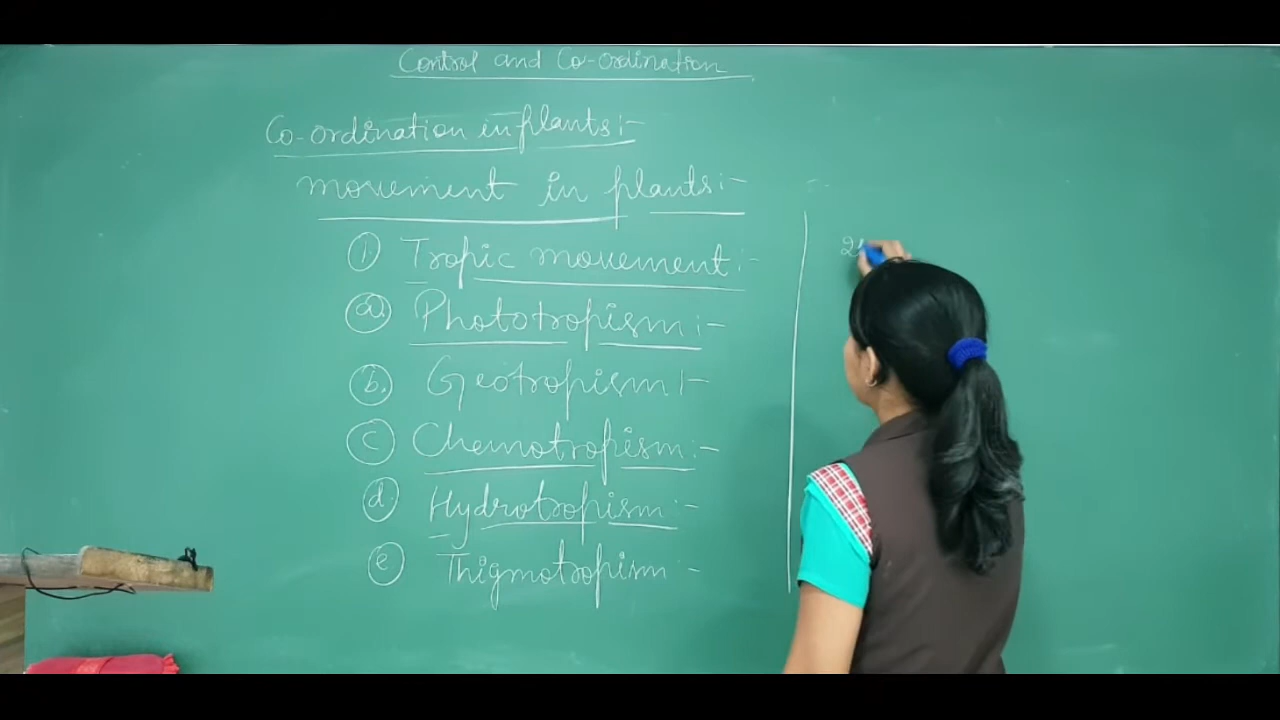 Control and Co-ordination
Co-ordination in plants:-
movement in plants:-
1. Tropic movement:-
a. Phototropism:-
b. Geotropism:-
c Chemotropism:-
d. Hydrotropism:-
e Thigmotropism:-
2